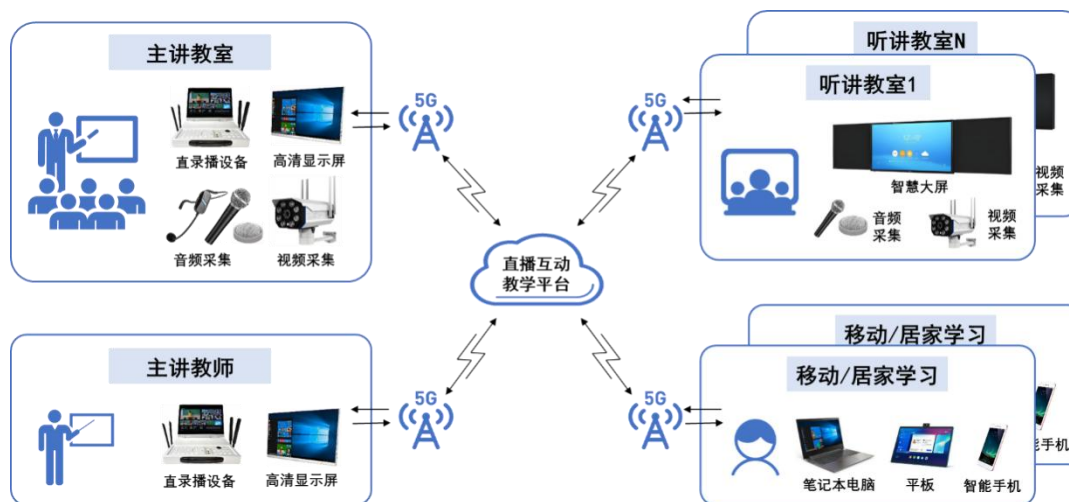 主讲教室
直录播设备
高清显示屏
音频采集
视频采集
5G
5G
听讲教室N
视频
采集
听讲教室1
智慧大屏
音频
采集
视频
采集
直播互动
教学平台
主讲教师
直录播设备
高清显示屏
5G
5G
移动/居家学习
能手机
移动/居家学习
笔记本电脑
平板
智能手机